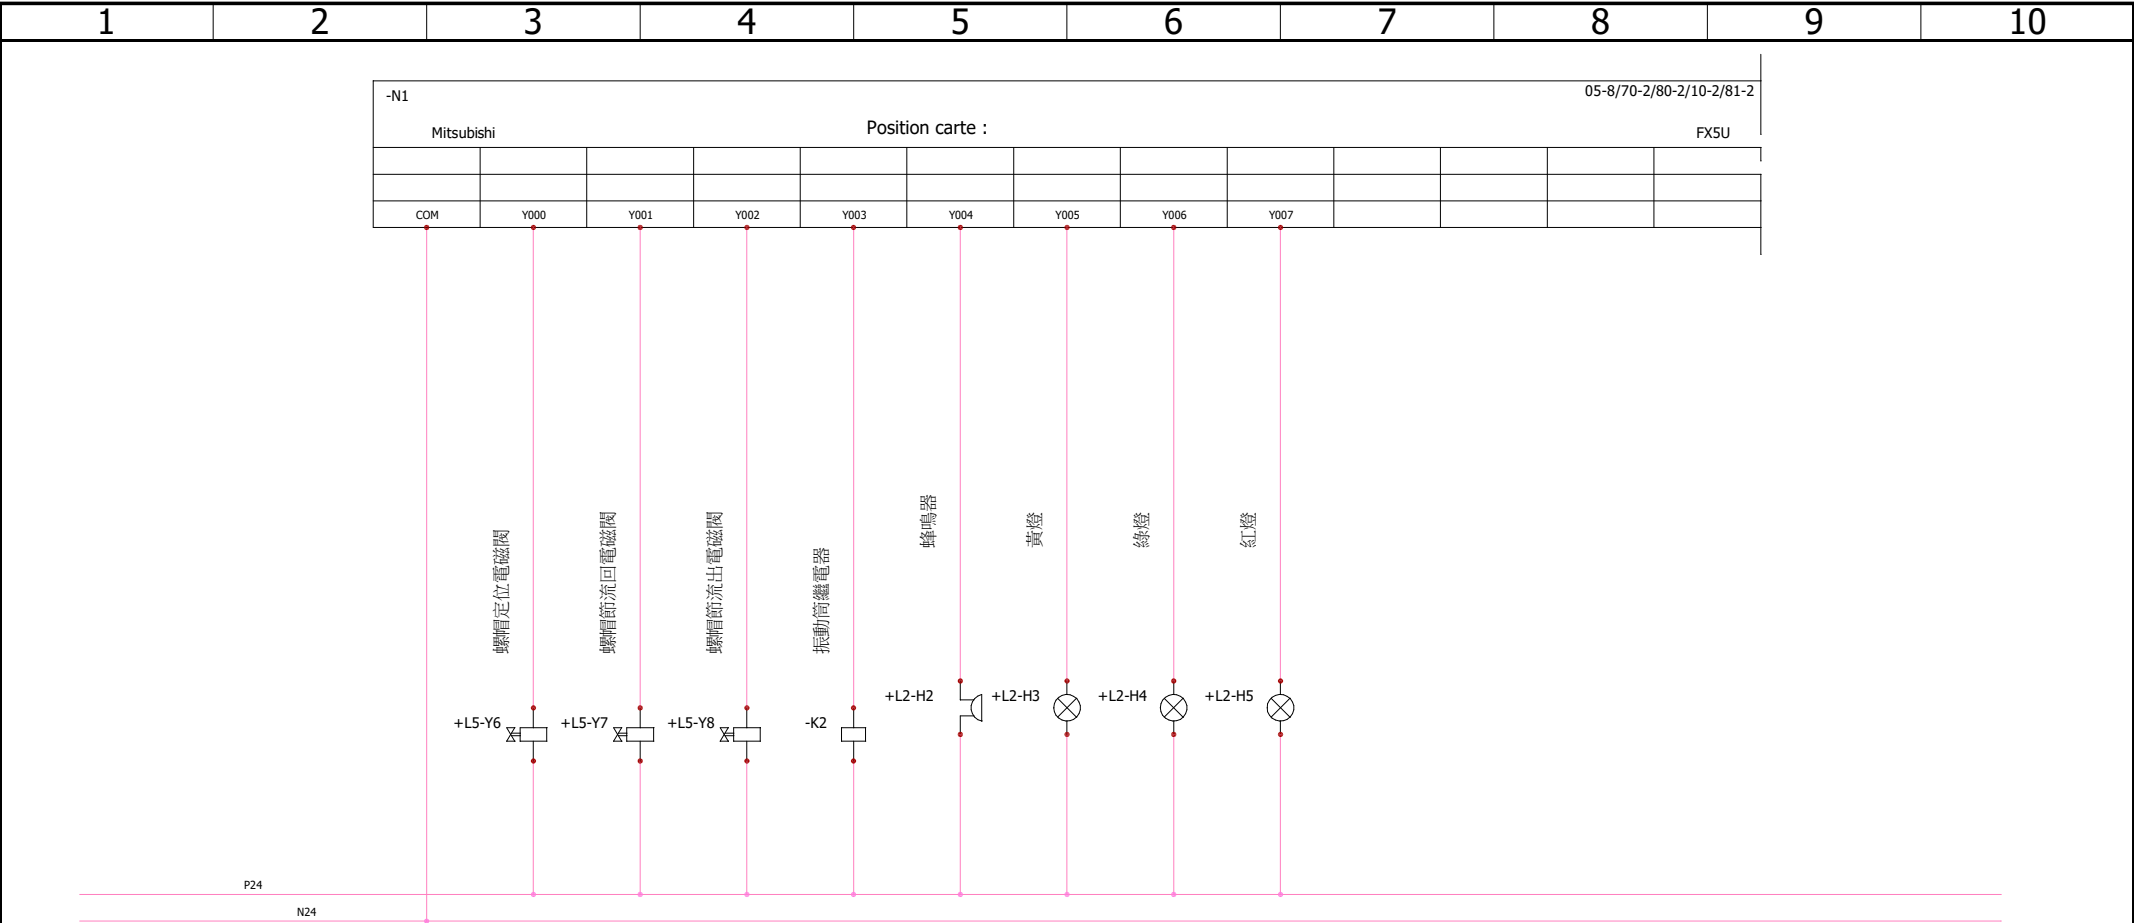 1 2 3 4 5 6 7 8 9 10
-N1 05-8/70-2/80-2/10-2/81-2
Mitsubishi Position carte : FX5U
COM Y000 Y001 Y002 Y003 Y004 Y005 Y006 Y007
螺帽定位電磁閥
螺帽節流回電磁閥
螺帽節流出電磁閥
振動筒繼電器
蜂鳴器
黃燈
綠燈
紅燈
+L5-Y6 +L5-Y7 +L5-Y8 -K2 +L2-H2 +L2-H3 +L2-H4 +L2-H5
P24
N24